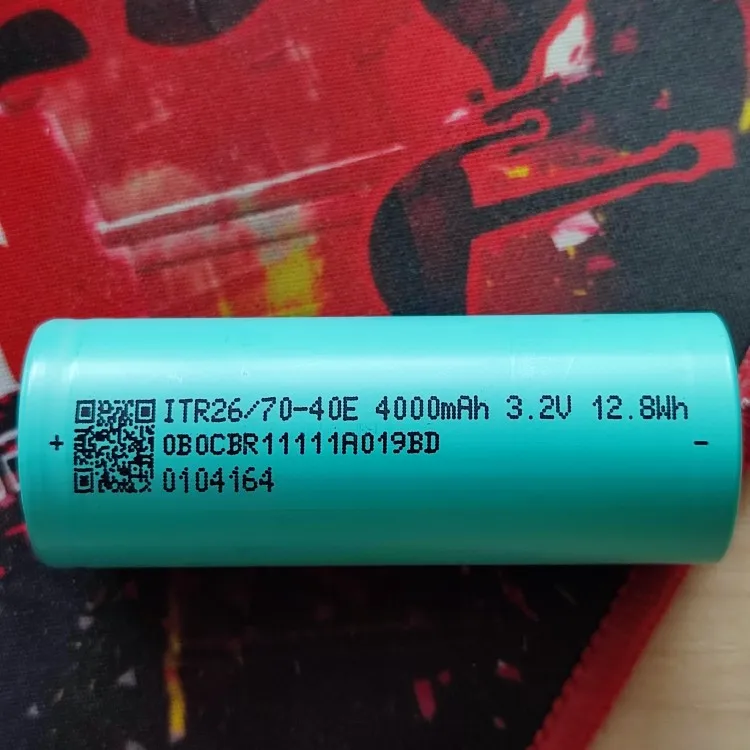 ITR26/70-40E 4000mAh 3.2V 12.8Wh
+ 0B0CBR11111A019BD -
0104164